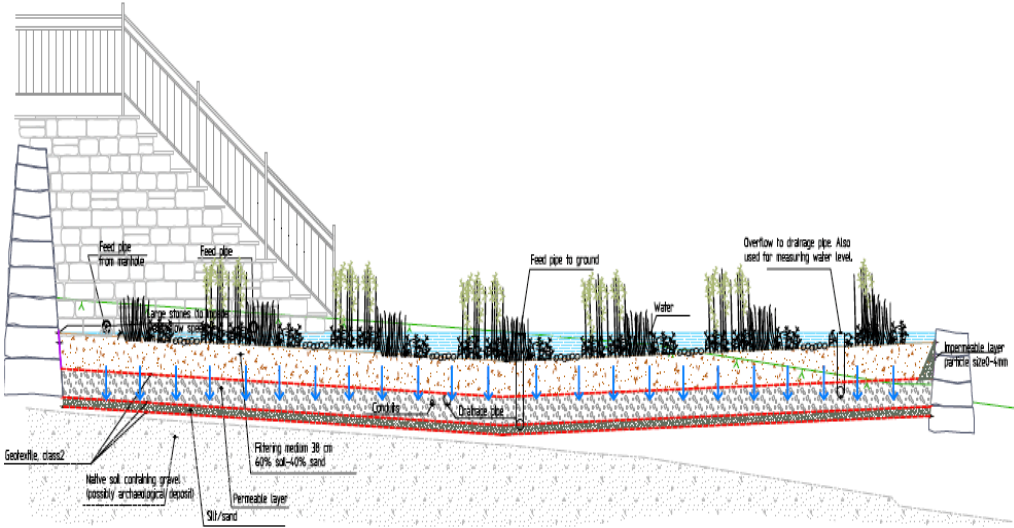 Feed pipe
from manhole
Feed pipe
Large stones (to
Feed pipe to ground
Overflow to drainage pipe. Also
used for measuring water level.
Water
Impermeable layer
particle size0-4mm
Conduits
Drainage pipe
Geotextile, class2
Filtering medium 38 cm
60% soil-40% sand
Native soil containing gravel
(possibly archaeological deposit)
Permeable layer
Silt/sand